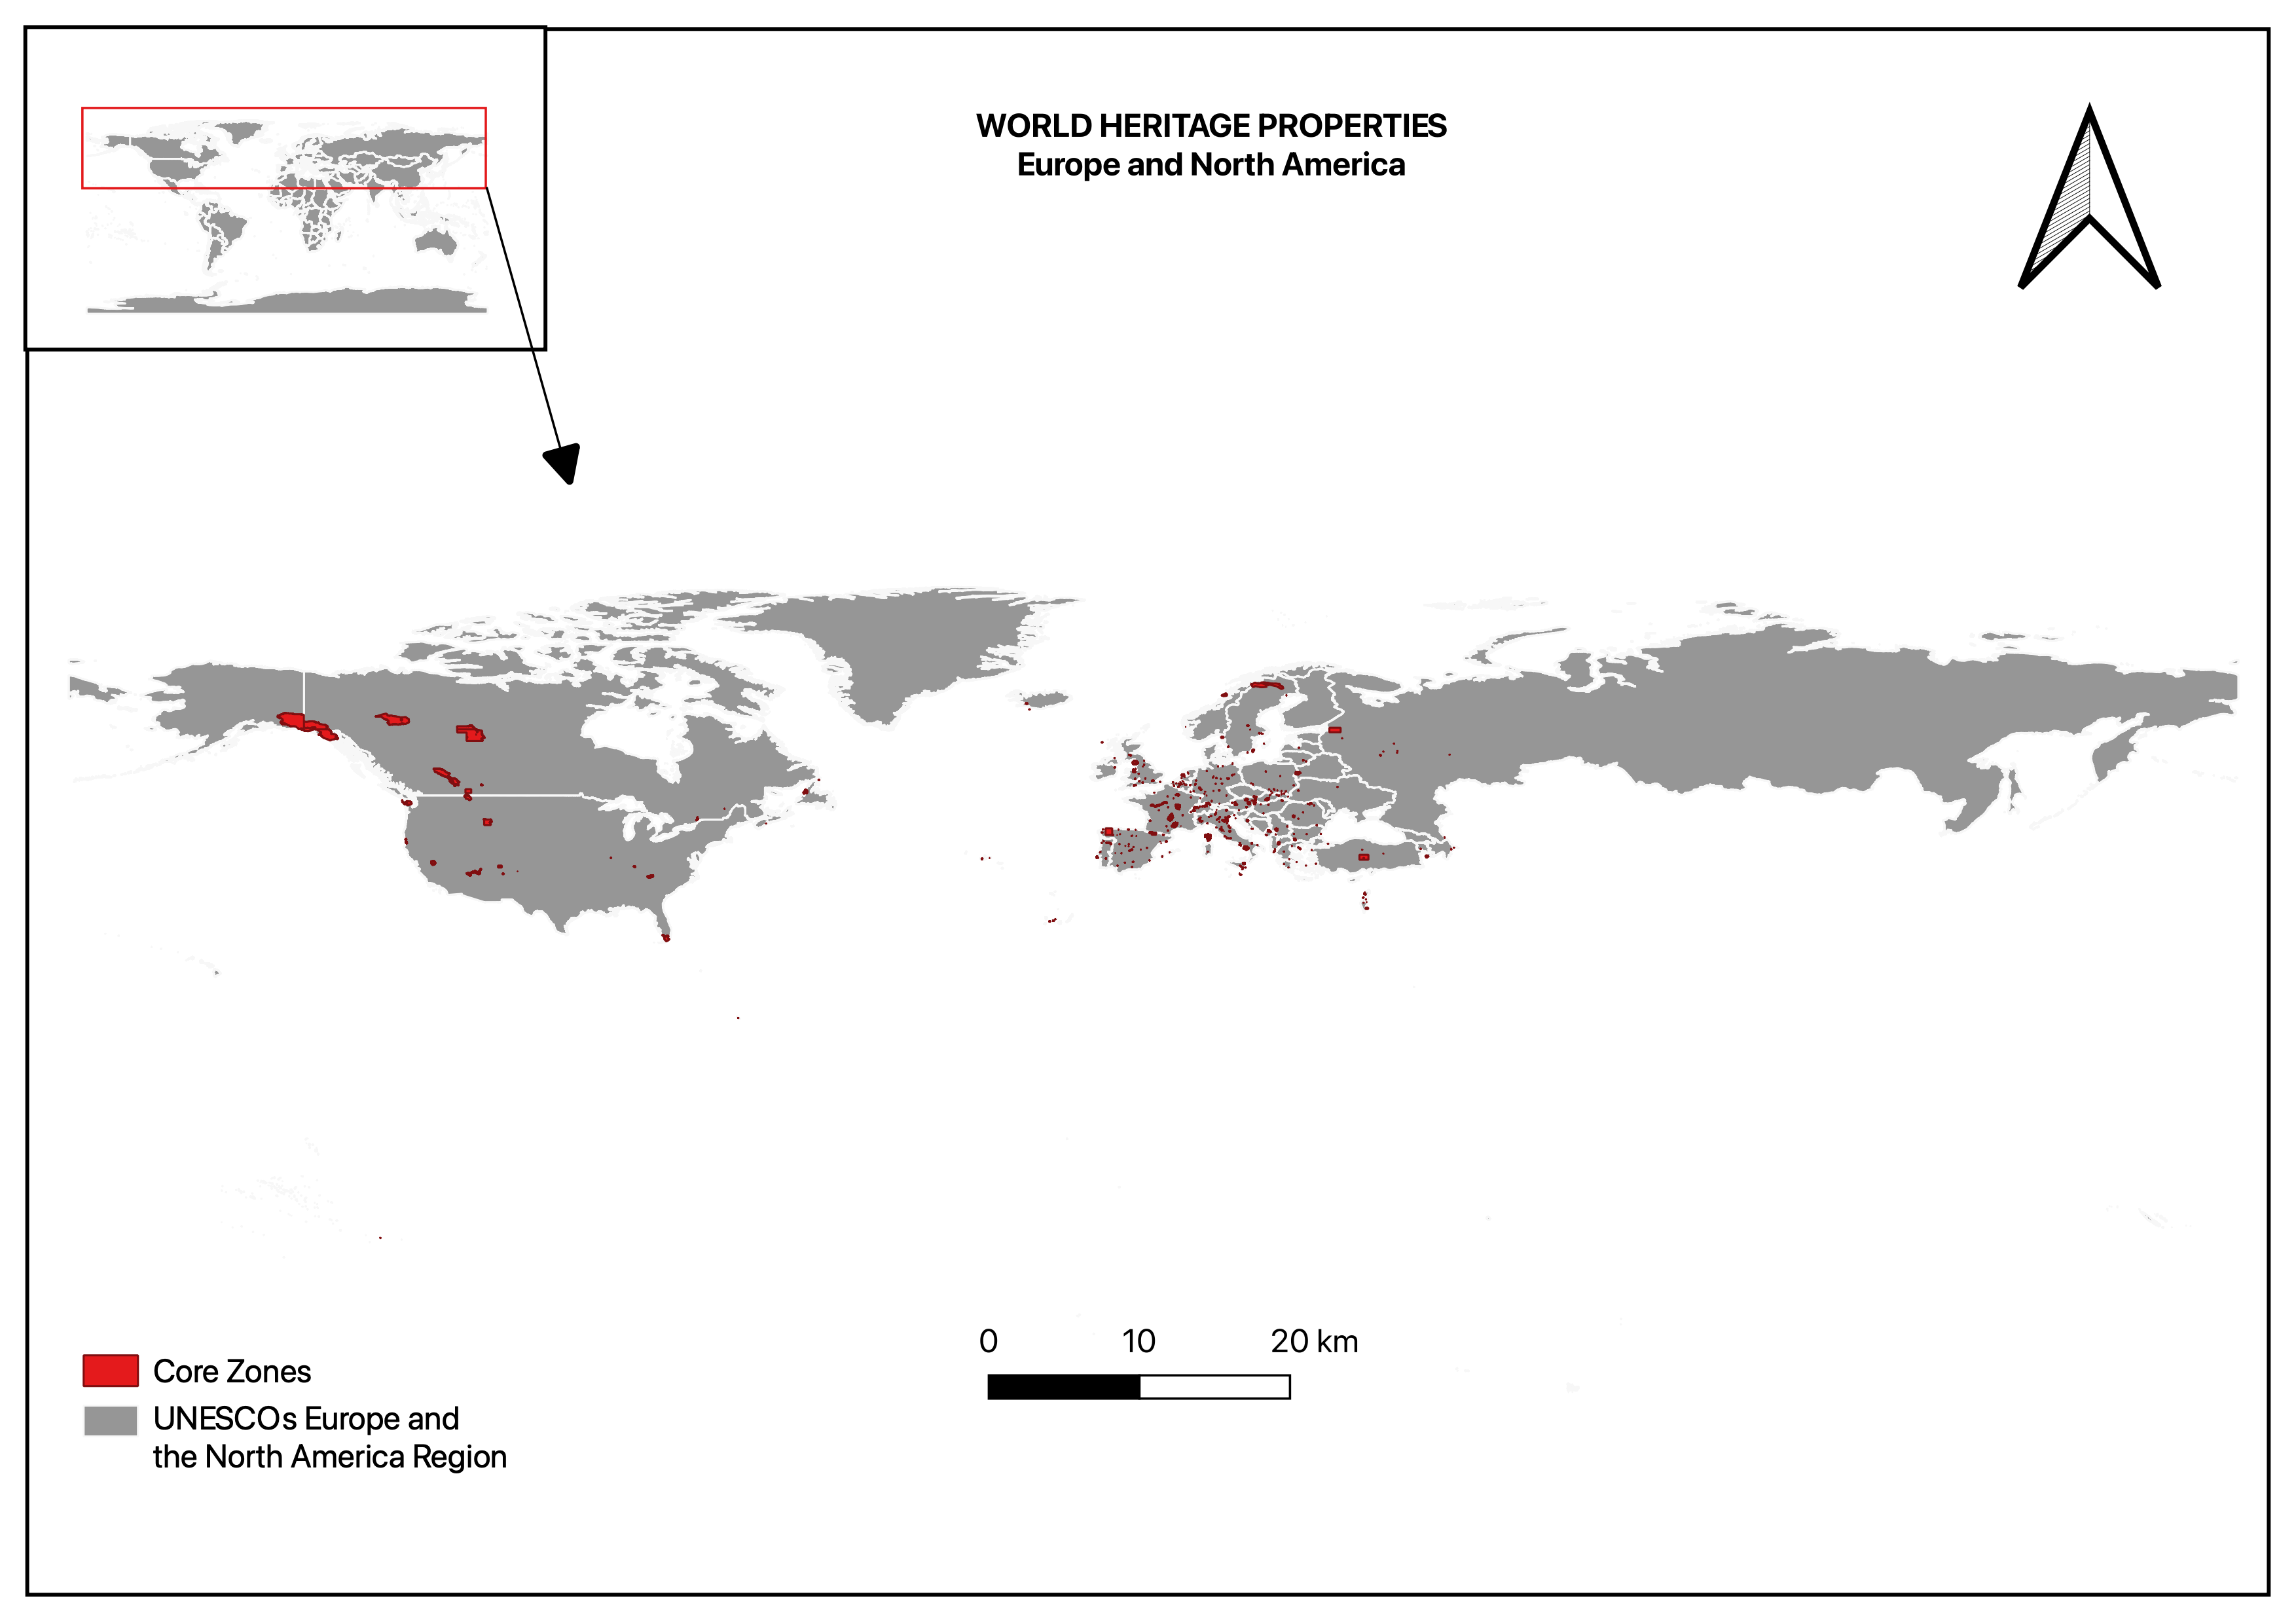 WORLD HERITAGE PROPERTIES
Europe and North America
0 10 20 km
Core Zones
UNESCOs Europe and
the North America Region